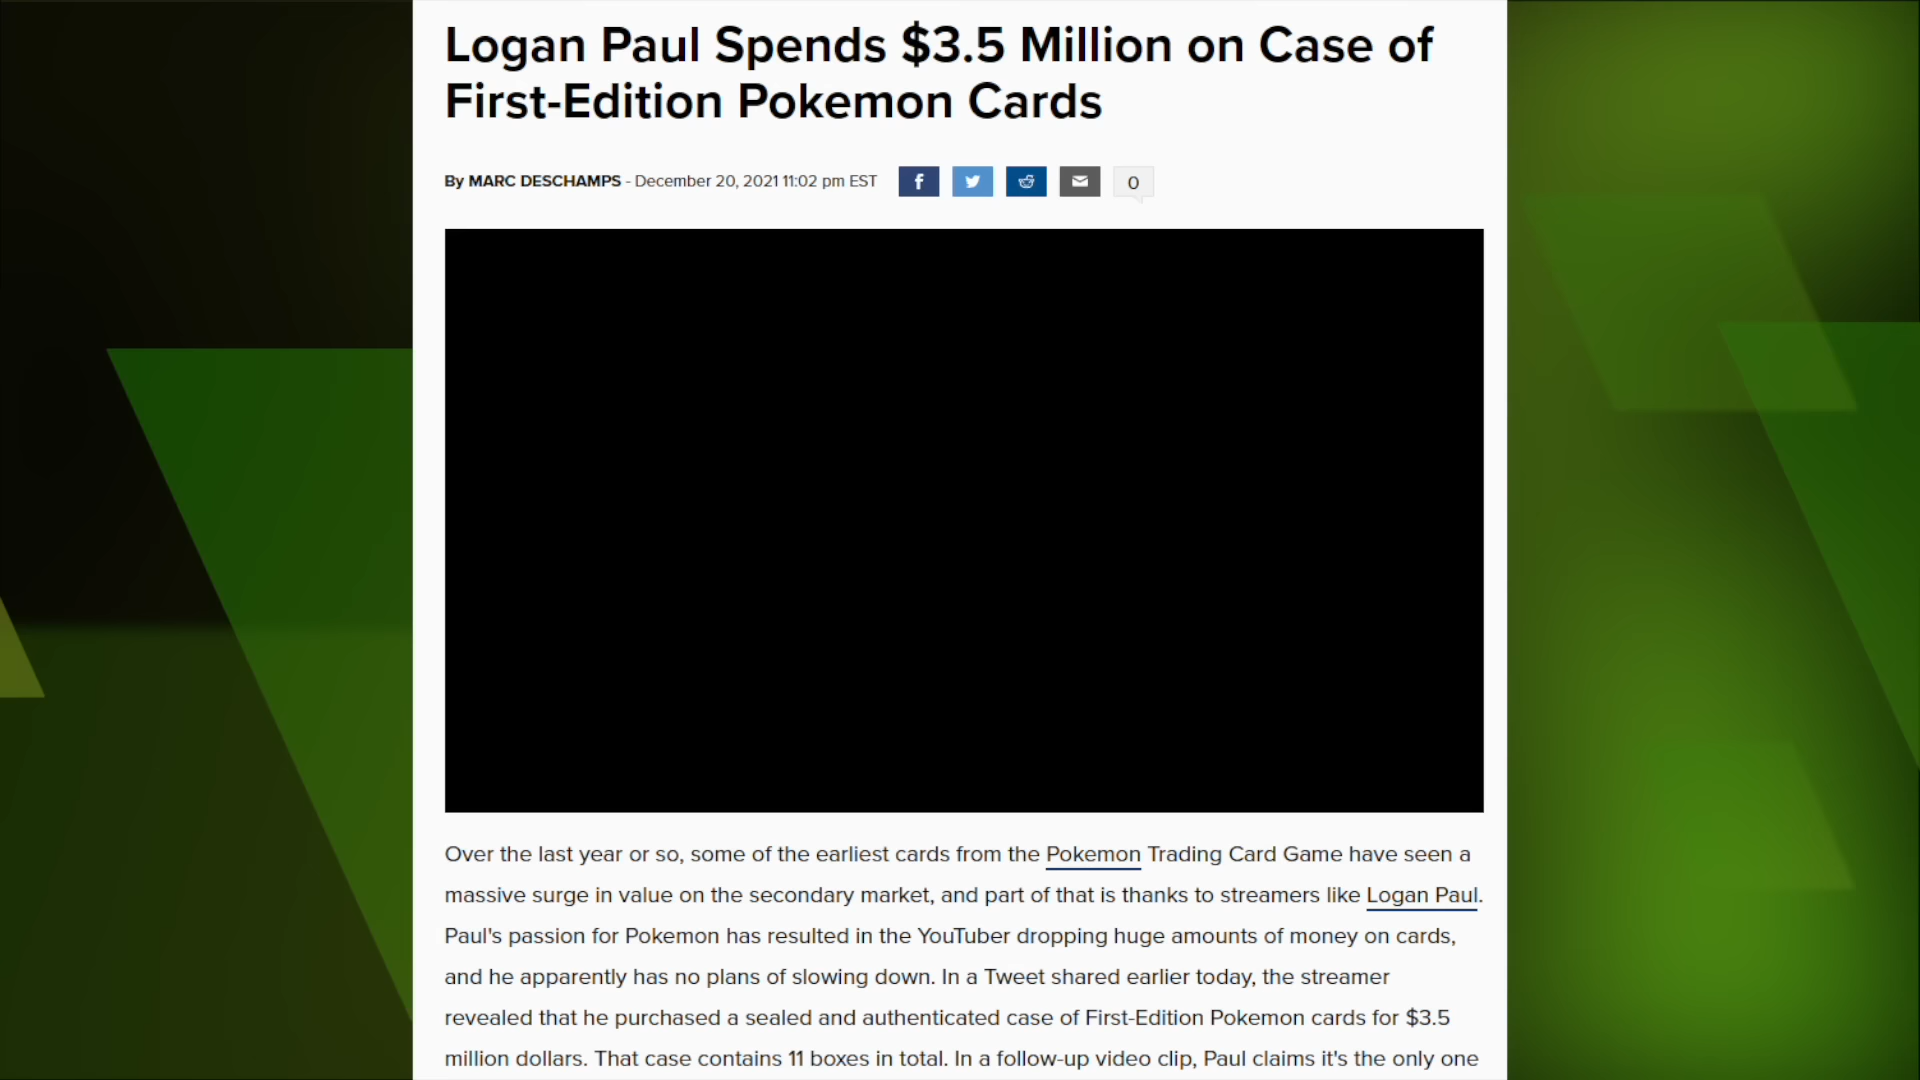 Logan Paul Spends $3.5 Million on Case of
First-Edition Pokemon Cards
By MARC DESCHAMPS - December 20, 2021 11:02 pm EST
0
Over the last year or so, some of the earliest cards from the Pokemon Trading Card Game have seen a
massive surge in value on the secondary market, and part of that is thanks to streamers like Logan Paul.
Paul's passion for Pokemon has resulted in the YouTuber dropping huge amounts of money on cards,
and he apparently has no plans of slowing down. In a Tweet shared earlier today, the streamer
revealed that he purchased a sealed and authenticated case of First-Edition Pokemon cards for $3.5
million dollars. That case contains 11 boxes in total. In a follow-up video clip, Paul claims it's the only one